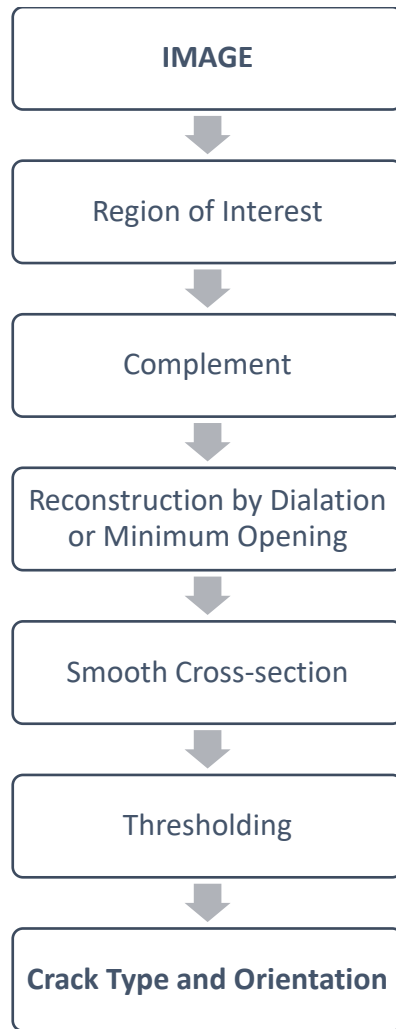 IMAGE
Region of Interest
Complement
Reconstruction by Dialation
or Minimum Opening
Smooth Cross-section
Thresholding
Crack Type and Orientation